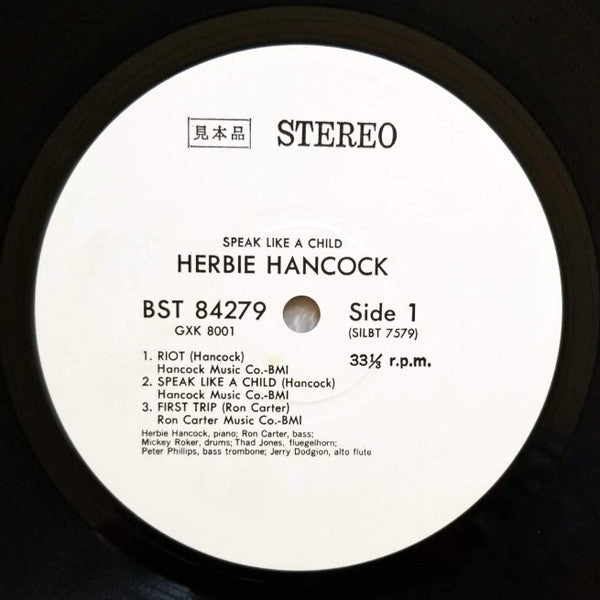 見本品 STEREO
SPEAK LIKE A CHILD
HERBIE HANCOCK
BST 84279 Side 1
GXK 8001 (SILBT 7579)
33⅓ r.p.m.
1. RIOT (Hancock)
Hancock Music Co.-BMI
2. SPEAK LIKE A CHILD (Hancock)
Hancock Music Co.-BMI
3. FIRST TRIP (Ron Carter)
Ron Carter Music Co.-BMI
Herbie Hancock, piano; Ron Carter, bass;
Mickey Roker, drums; Thad Jones, fluegelhorn;
Peter Phillips, bass trombone; Jerry Dodgion, alto flute